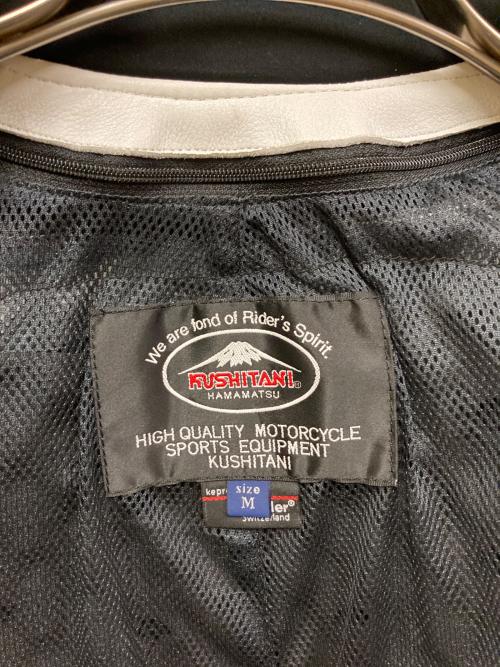 We are fond of Rider's Spirit.
KUSHITANI®
HAMAMATSU
HIGH QUALITY MOTORCYCLE
SPORTS EQUIPMENT
KUSHITANI
size
M